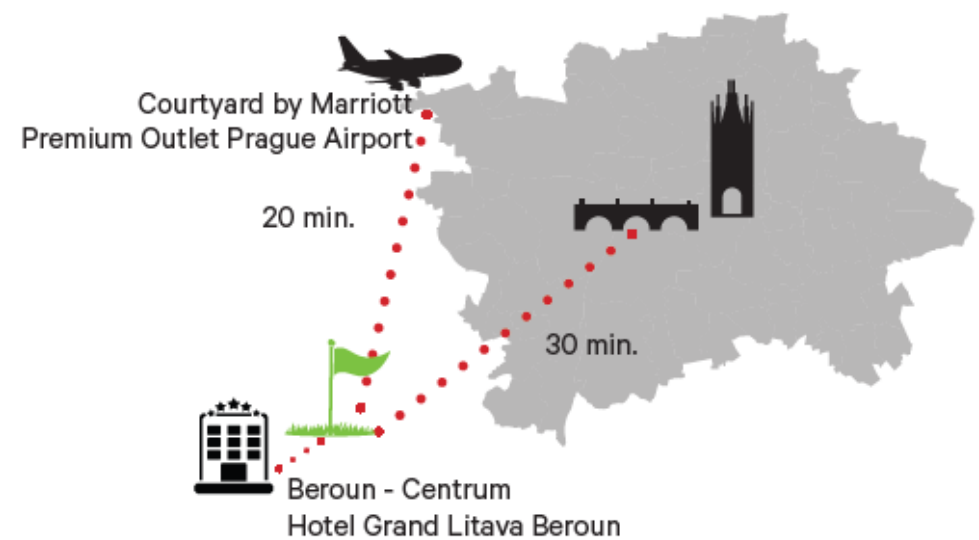 Courtyard by Marriott
Premium Outlet Prague Airport
20 min.
30 min.
Beroun - Centrum
Hotel Grand Litava Beroun